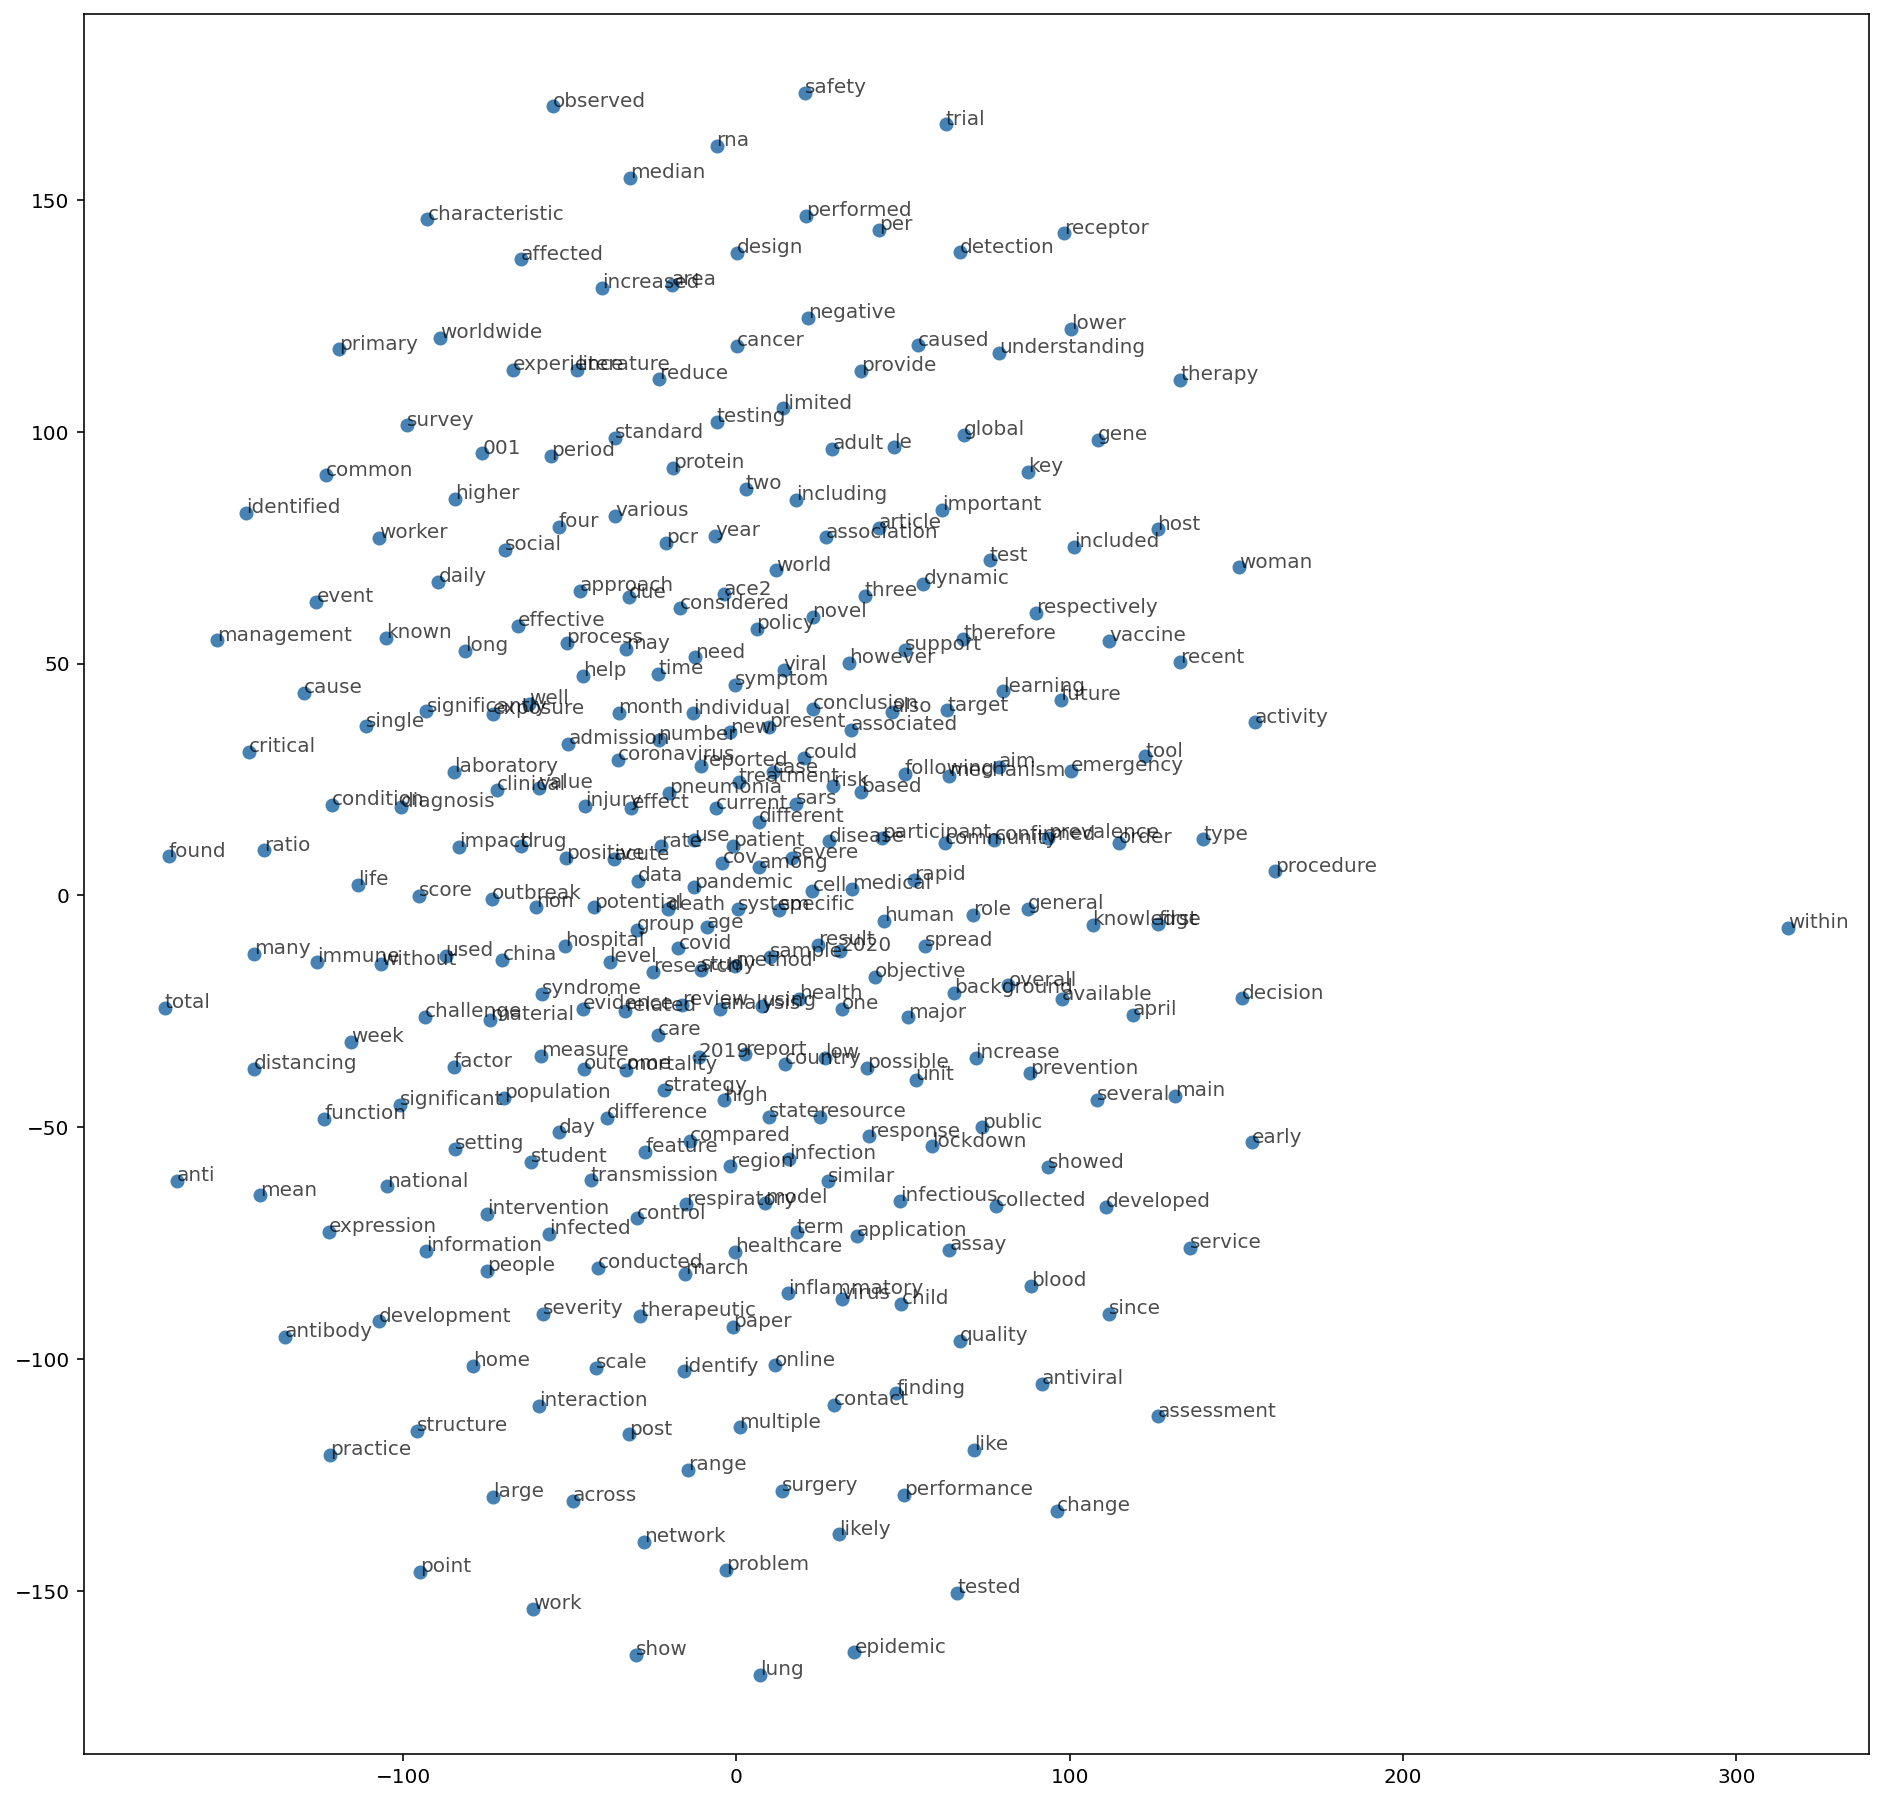 safety
observed
trial
rna
median
performed
characteristic
per
receptor
design
detection
affected
area
increased
150
negative
lower
worldwide
caused
cancer
primary
understanding
provide
experience
literature
reduce
therapy
limited
testing
survey
standard
global
gene
100
adult
le
001
period
protein
key
common
two
higher
including
important
identified
various
article
four
host
worker
year
association
pcr
included
social
test
world
woman
daily
dynamic
approach
ace2
three
due
event
considered
novel
respectively
effective
policy
management
known
process
therefore
vaccine
may
support
long
need
however
recent
50
viral
time
help
symptom
learning
cause
future
well
significantly
exposure
month
individual
conclusion
also
target
single
present
activity
associated
new
number
admission
critical
tool
could
coronavirus
reported
aim
laboratory
case
following
mechanism
emergency
treatment
risk
clinical
value
pneumonia
based
condition
diagnosis
injury
effect
current
sars
different
participant
confirmed
prevalence
type
use
disease
community
order
impact
drug
rate
patient
ratio
found
positive
acute
severe
cov
among
procedure
data
rapid
life
pandemic
cell
medical
score
0
outbreak
non
potential
death
system
specific
role
general
human
knowledge
first
group
age
within
hospital
covid
result
2020
spread
many
used
sample
immune
without
china
level
method
study
research
objective
overall
syndrome
background
health
available
decision
total
using
review
evidence
related
analysis
one
challenge
material
major
april
care
week
measure
2019
report
low
increase
factor
country
distancing
outcome
mortality
possible
unit
prevention
strategy
population
high
several
main
significant
function
difference
state
resource
−50
day
public
response
compared
lockdown
early
setting
feature
student
infection
region
showed
transmission
similar
anti
national
mean
respiratory
model
infectious
collected
developed
intervention
control
expression
infected
term
application
information
healthcare
assay
service
people
conducted
march
blood
inflammatory
virus
child
severity
therapeutic
since
development
paper
antibody
quality
−100
home
scale
identify
online
antiviral
finding
interaction
contact
assessment
structure
post
multiple
practice
like
range
large
across
surgery
performance
change
network
likely
problem
point
−150
tested
work
show
epidemic
lung
−100 0 100 200 300